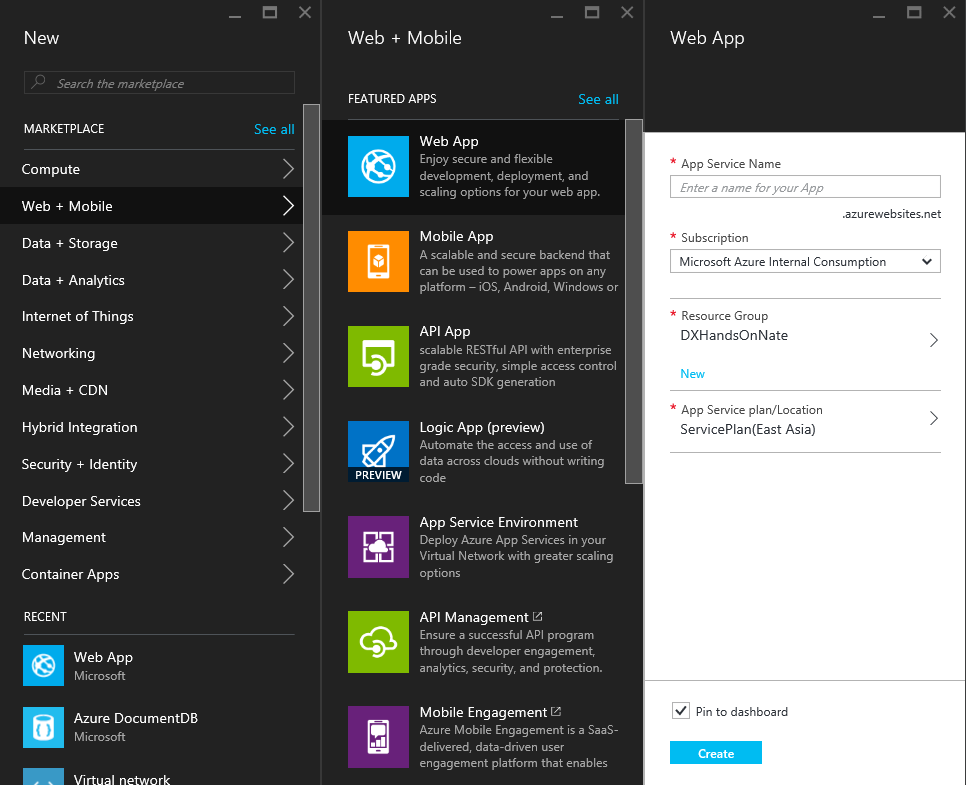 New
Search the marketplace
MARKETPLACE See all
Compute
Web + Mobile
Data + Storage
Data + Analytics
Internet of Things
Networking
Media + CDN
Hybrid Integration
Security + Identity
Developer Services
Management
Container Apps
RECENT
Web App
Microsoft
Azure DocumentDB
Microsoft
Virtual network
Web + Mobile
FEATURED APPS See all
Web App
Enjoy secure and flexible
development, deployment, and
scaling options for your web app.
Mobile App
A scalable and secure backend that
can be used to power apps on any
platform – iOS, Android, Windows or
API App
scalable RESTful API with enterprise
grade security, simple access control
and auto SDK generation
Logic App (preview)
Automate the access and use of
data across clouds without writing
code
PREVIEW
App Service Environment
Deploy Azure App Services in your
Virtual Network with greater scaling
options
API Management
Ensure a successful API program
through developer engagement,
analytics, security, and protection.
Mobile Engagement
Azure Mobile Engagement is a SaaS-
delivered, data-driven user
engagement platform that enables
Web App
* App Service Name
Enter a name for your App
.azurewebsites.net
* Subscription
Microsoft Azure Internal Consumption
* Resource Group
DXHandsOnNate
New
* App Service plan/Location
ServicePlan(East Asia)
Pin to dashboard
Create